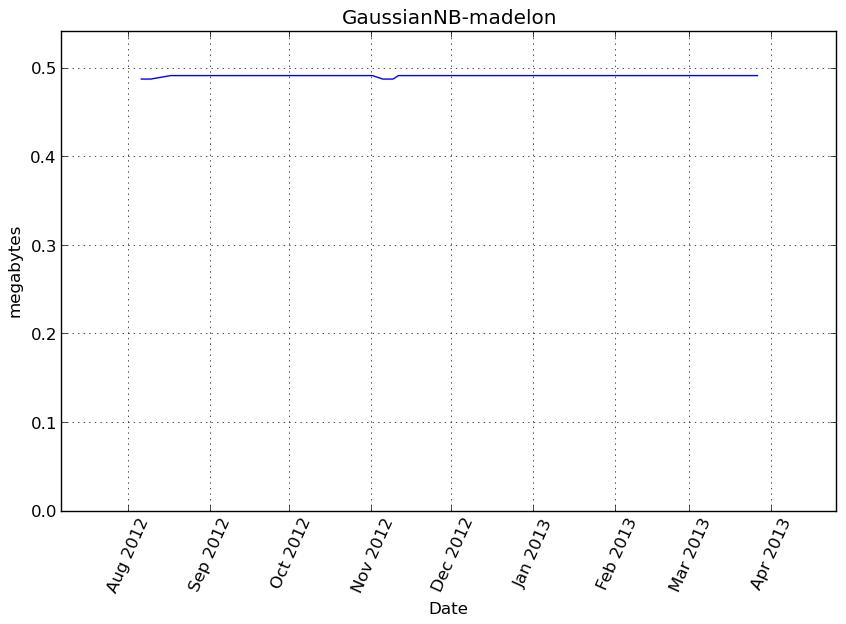 GaussianNB-madelon
megabytes
0.5
0.4
0.3
0.2
0.1
0.0
Aug 2012
Sep 2012
Oct 2012
Nov 2012
Dec 2012
Jan 2013
Feb 2013
Mar 2013
Apr 2013
Date